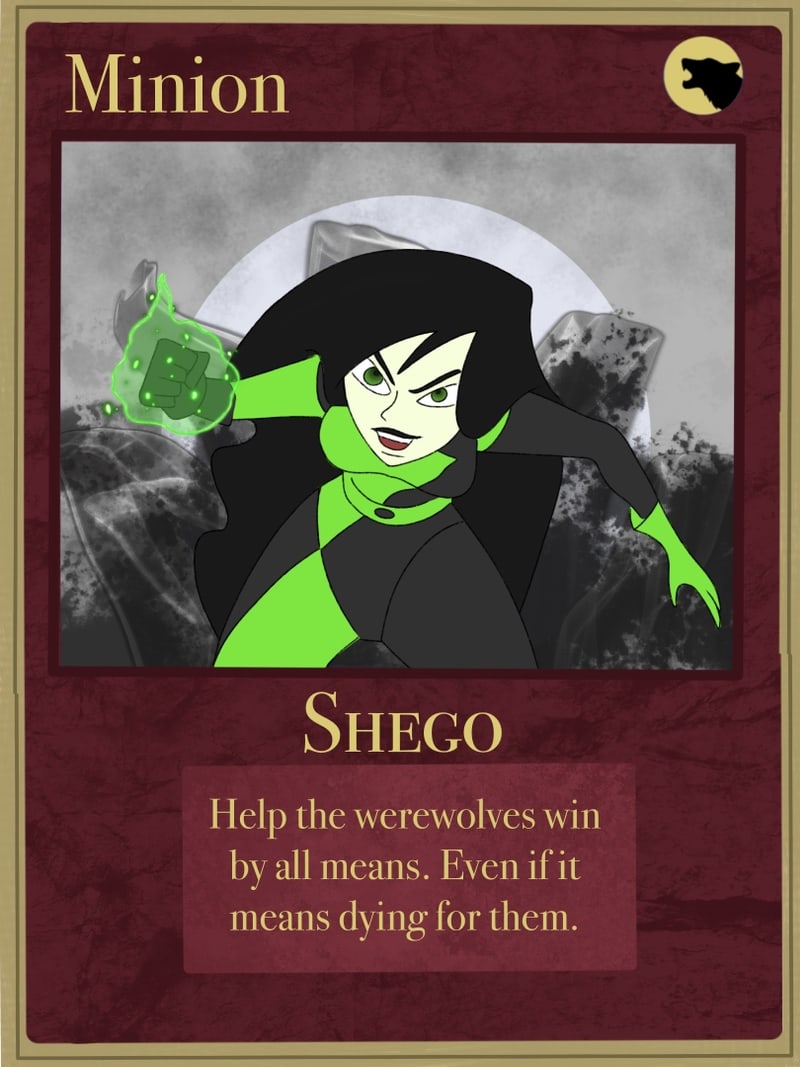 Minion
Shego
Help the werewolves win
by all means. Even if it
means dying for them.